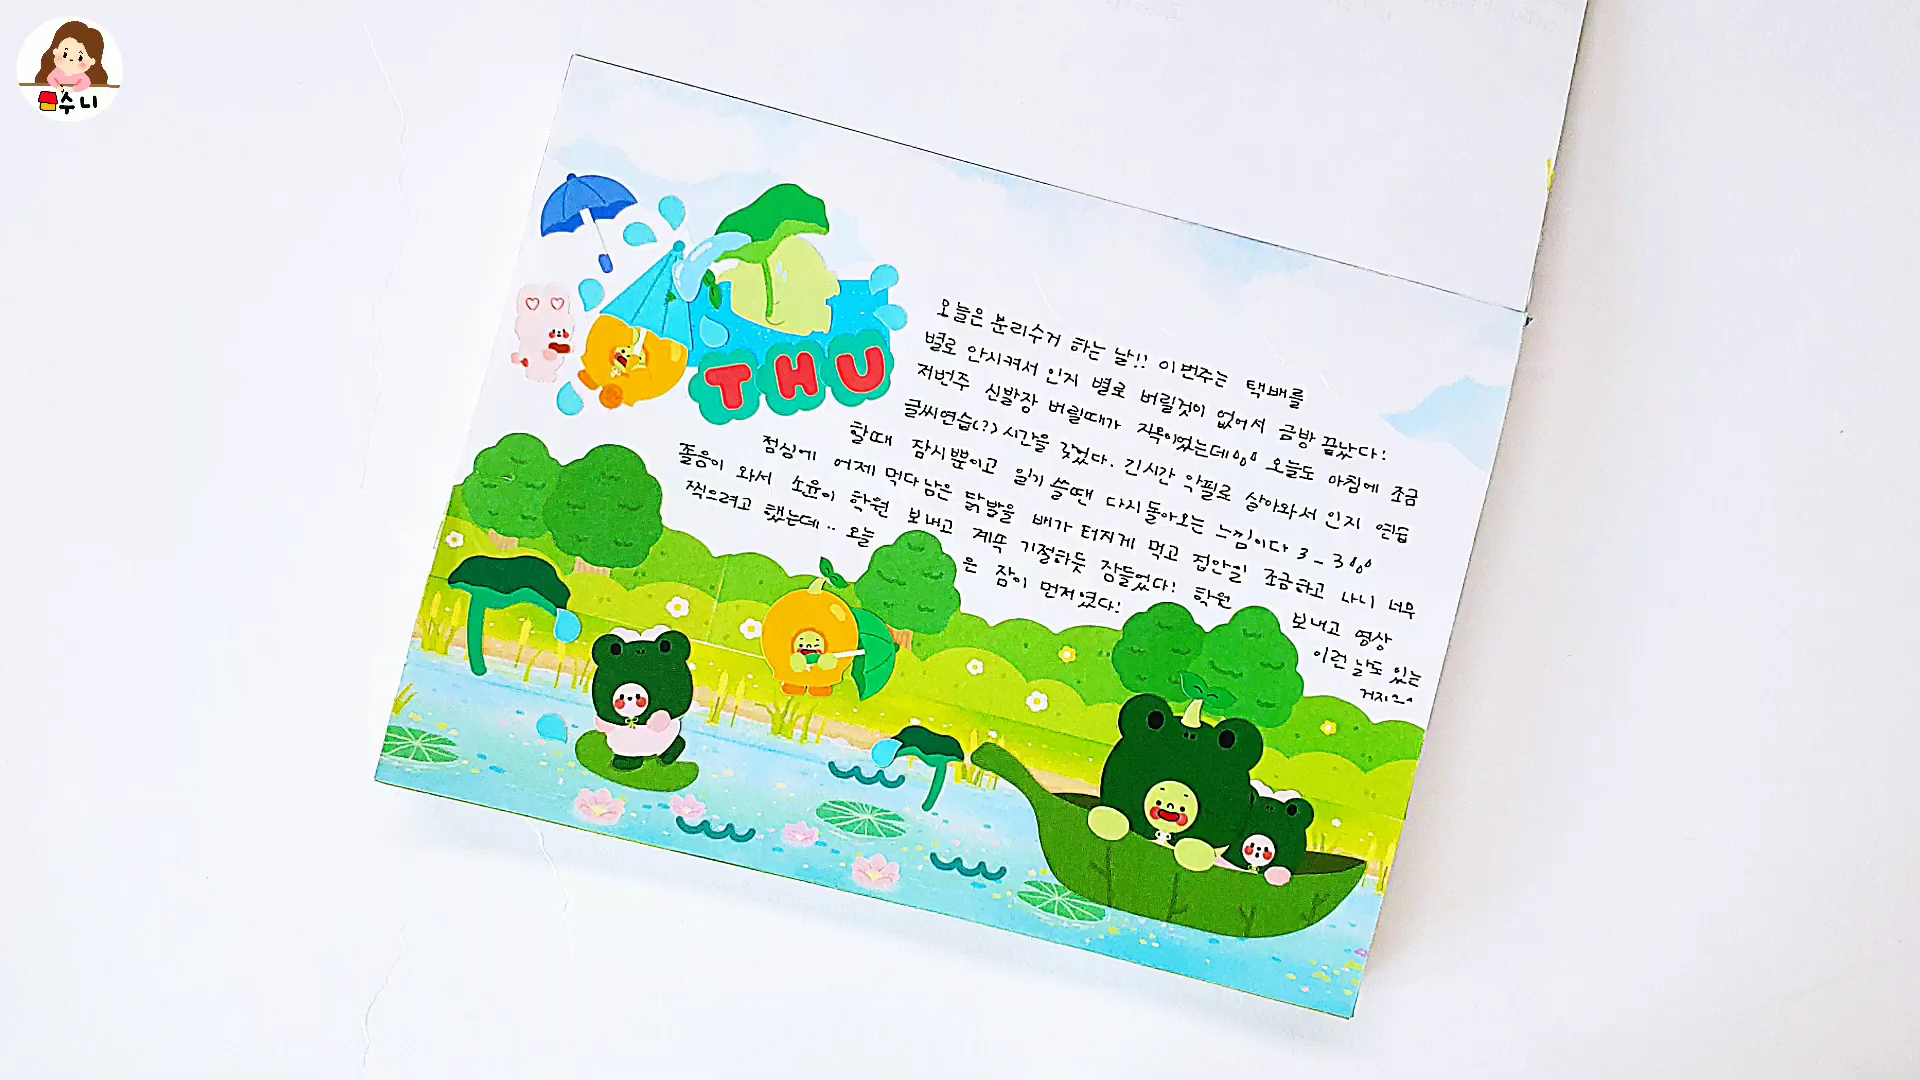 수니
THU
오늘은 분리수거 하는 날!! 이번주는 택배를
별로 안시켜서 인지 별로 버릴것이 없어서 금방 끝났다!
저번주 신발장 버릴때가 지옥이었는데 오늘도 아침에 조금
글씨연습(?) 시간을 갖었다. 긴시간 악필로 살아와서 인지 연습
할때 잠시뿐이고 일기 쓸땐 다시 돌아오는 느낌이다 3_3
점심에 어제 먹다남은 닭발을 배가 터지게 먹고 집안일 조금하고 나니 너무
졸음이 와서 소윤이 학원 보내고 계속 기절하듯 잠들었다! 학원 보내고 영상
찍으려고 했는데.. 오늘 은 잠이 먼저였다! 이런 날도 있는
거지^^